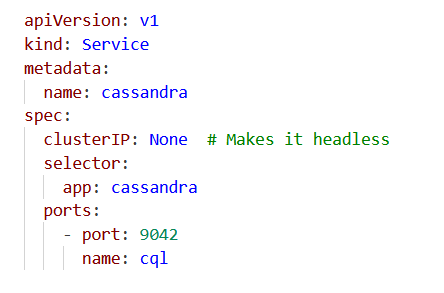 apiVersion: v1
kind: Service
metadata:
  name: cassandra
spec:
  clusterIP: None  # Makes it headless
  selector:
    app: cassandra
  ports:
    - port: 9042
      name: cql